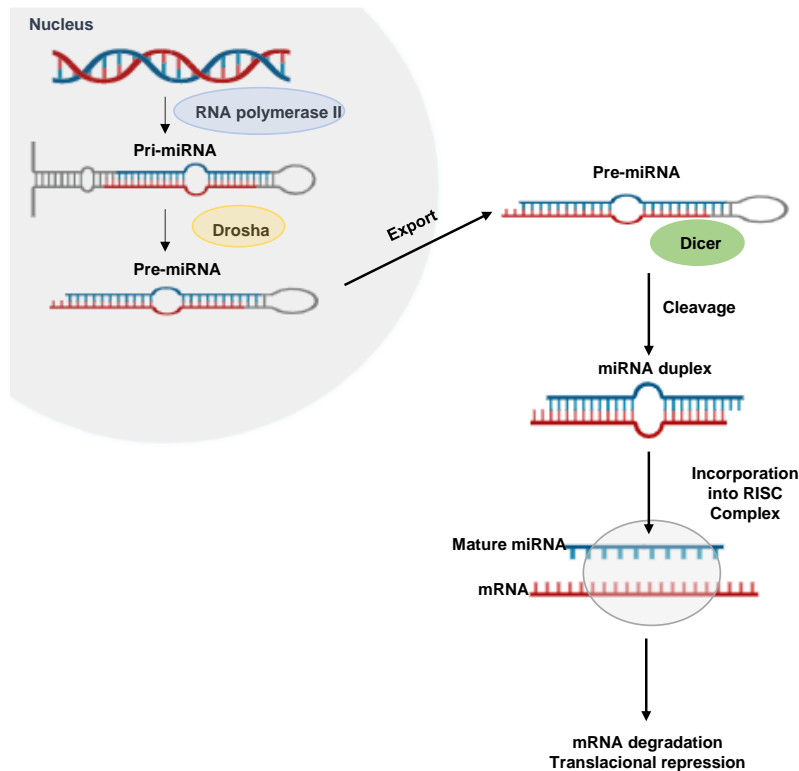 Nucleus
RNA polymerase II
Pri-miRNA
Drosha
Pre-miRNA
Export
Pre-miRNA
Dicer
Cleavage
miRNA duplex
Incorporation
into RISC
Complex
Mature miRNA
mRNA
mRNA degradation
Translacional repression